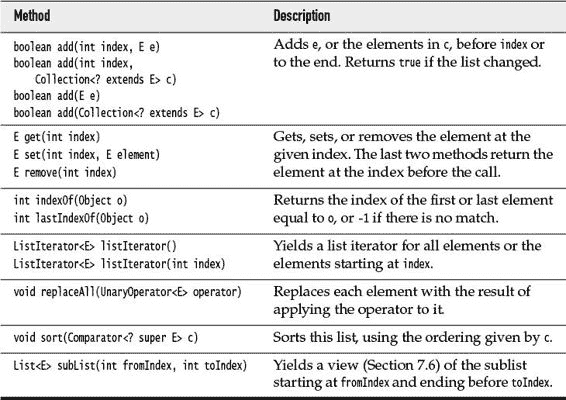 Method Description
boolean add(int index, E e)
boolean add(int index,
Collection<? extends E> c)
boolean add(E e)
boolean add(Collection<? extends E> c)
Adds e, or the elements in c, before index or
to the end. Returns true if the list changed.
E get(int index)
E set(int index, E element)
E remove(int index)
Gets, sets, or removes the element at the
given index. The last two methods return the
element at the index before the call.
int indexOf(Object o)
int lastIndexOf(Object o)
Returns the index of the first or last element
equal to o, or -1 if there is no match.
ListIterator<E> listIterator()
ListIterator<E> listIterator(int index)
Yields a list iterator for all elements or the
elements starting at index.
void replaceAll(UnaryOperator<E> operator)
Replaces each element with the result of
applying the operator to it.
void sort(Comparator<? super E> c)
Sorts this list, using the ordering given by c.
List<E> subList(int fromIndex, int toIndex)
Yields a view (Section 7.6) of the sublist
starting at fromIndex and ending before toIndex.